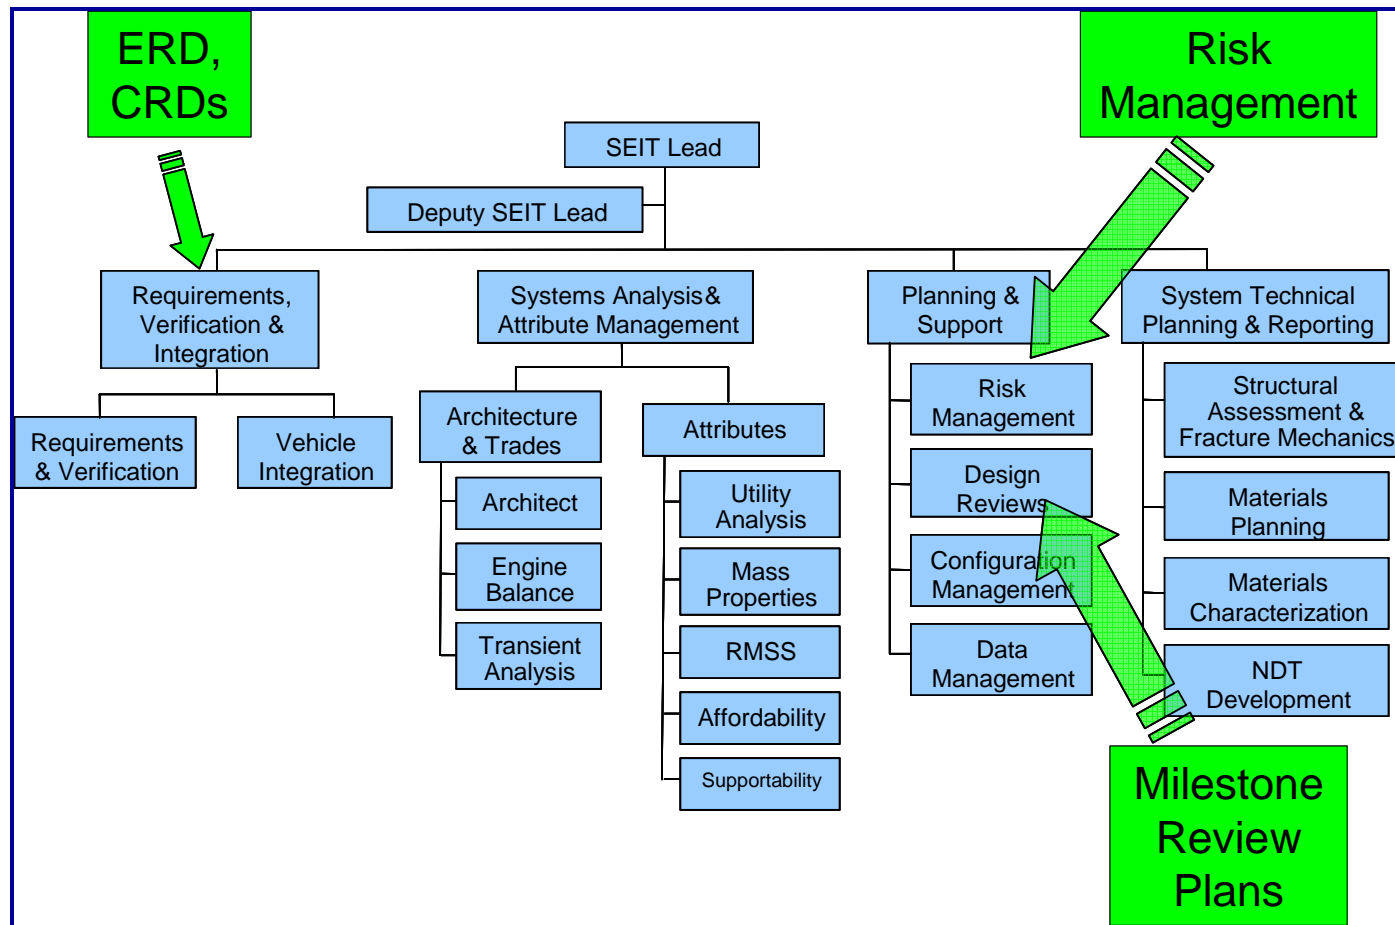 ERD,
CRDs
Risk
Management
SEIT Lead
Deputy SEIT Lead
Requirements,
Verification &
Integration
Requirements
& Verification
Vehicle
Integration
Systems Analysis&
Attribute Management
Architecture
& Trades
Architect
Engine
Balance
Transient
Analysis
Attributes
Utility
Analysis
Mass
Properties
RMSS
Affordability
Supportability
Planning &
Support
Risk
Management
Design
Reviews
Configuration
Management
Data
Management
System Technical
Planning & Reporting
Structural
Assessment &
Fracture Mechanics
Materials
Planning
Materials
Characterization
NDT
Development
Milestone
Review
Plans